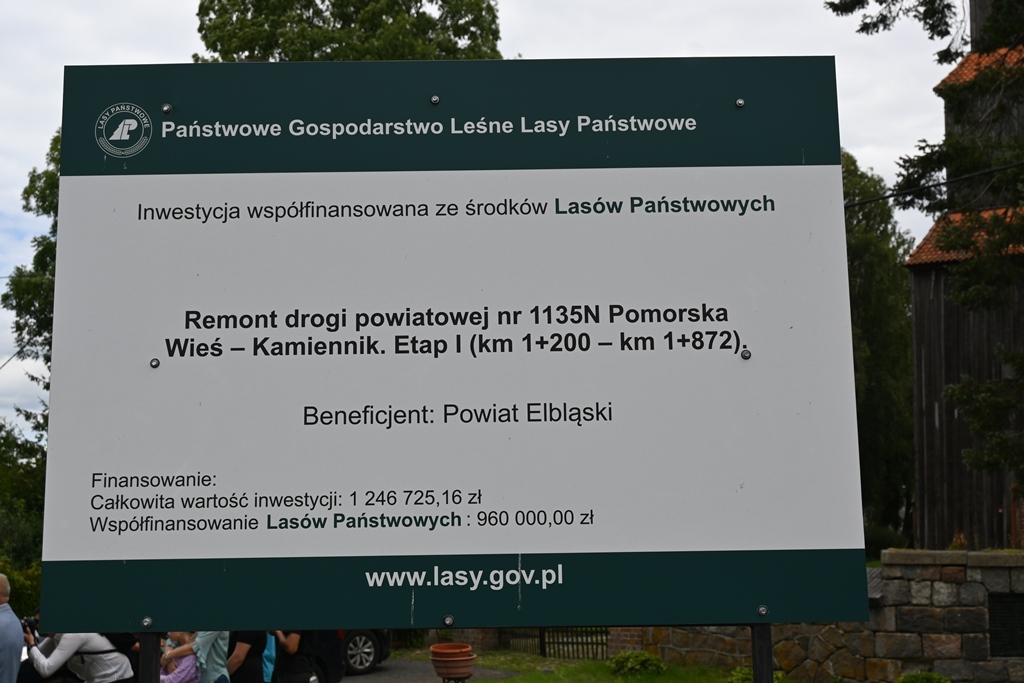 LASY PAŃSTWOWE
Państwowe Gospodarstwo Leśne Lasy Państwowe
Inwestycja współfinansowana ze środków Lasów Państwowych
Remont drogi powiatowej nr 1135N Pomorska
Wieś – Kamiennik. Etap I (km 1+200 – km 1+872).
Beneficjent: Powiat Elbląski
Finansowanie:
Całkowita wartość inwestycji: 1 246 725,16 zł
Współfinansowanie Lasów Państwowych : 960 000,00 zł
www.lasy.gov.pl